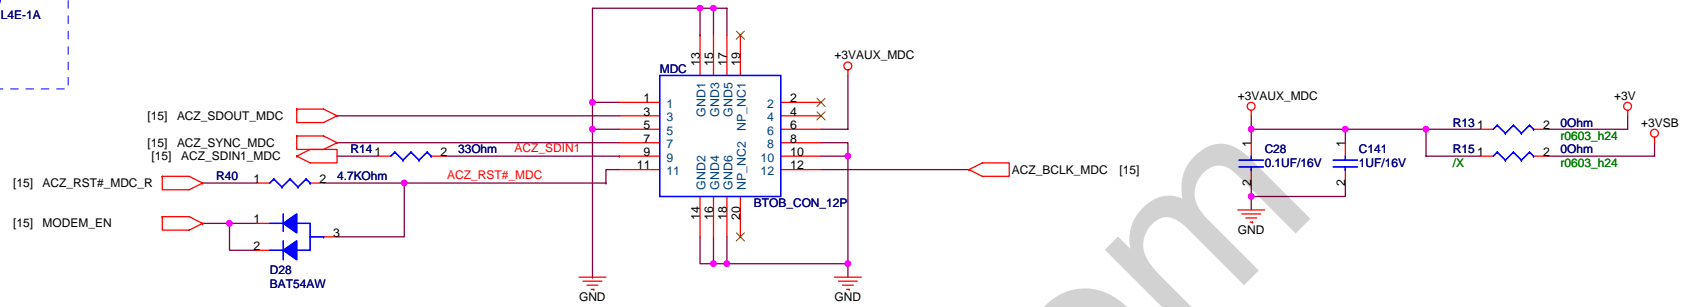 L4E-1A
MDC
13
15
17
19
GND1
GND3
GND5
NP_NC1
+3VAUX_MDC
[15] ACZ_SDOUT_MDC
[15] ACZ_SYNC_MDC
[15] ACZ_SDIN1_MDC
R14 1 2 33Ohm ACZ_SDIN1
[15] ACZ_RST#_MDC_R R40 1 2 4.7KOhm ACZ_RST#_MDC
[15] MODEM_EN
1
2
3
D28
BAT54AW
1 1
3 3
5 5
7 7
9 9
11 11
2 2
4 4
6 6
8 8
10 10
12 12
GND2
GND4
GND6
NP_NC2
14
16
18
20
BTOB_CON_12P
ACZ_BCLK_MDC [15]
GND
GND
+3VAUX_MDC
1
C28
0.1UF/16V
2
1
C141
1UF/16V
2
GND
+3V
R13 1 2 0Ohm
r0603_h24
+3VSB
R15 1 2 0Ohm
/X r0603_h24
om